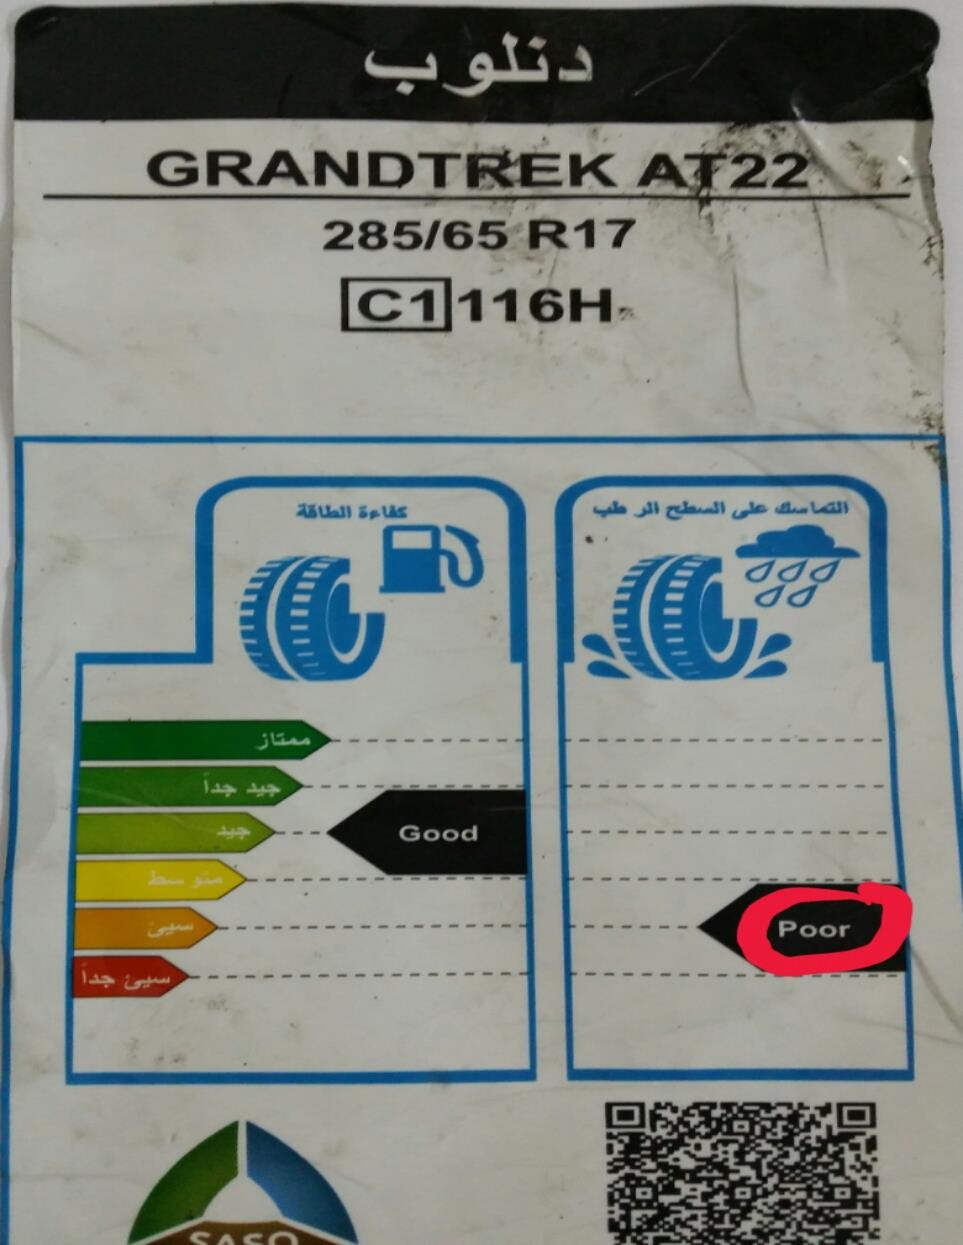 دنلوب
GRANDTREK AT22
285/65 R17
C1 116H
كفاءة الطاقة
التماسك على السطح الرطب
ممتاز
جيد جداً
جيد
Good
متوسط
سيئ
Poor
سيئ جداً
SASO